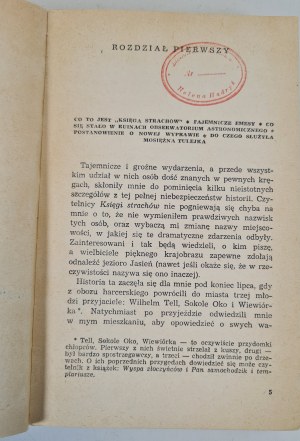 ROZDZIAŁ PIERWSZY
Nr
Helena Hedryś
CO TO JEST „KSIĘGA STRACHÓW" • TAJEMNICZE ZNIKI • CO
SIĘ STAŁO W RUINACH OBSERWATORIUM ASTRONOMICZNEGO •
POSTANOWIENIE O NOWEJ WYPRAWIE • DO CZEGO SŁUŻYŁA
MOSIĘŻNA TULEJKA
Tajemnicze i groźne wydarzenia, a przede wszyst-
kim udział w nich osób dość znanych w pewnych krę-
gach, skłoniły mnie do pominięcia kilku nieistotnych
szczegółów z tej pełnej niebezpieczeństw historii. Czy-
telnicy Księgi strachów nie pogniewają się chyba na
mnie o to, że nie wymieniłem prawdziwych nazwisk
tych osób, oraz wybaczą mi zmianę nazwy miejsco-
wości, w jakiej się te dramatyczne zdarzenia odbyły.
Zainteresowani i tak będą wiedzieli, o kim piszę,
a wielbiciele pięknego krajobrazu zapewne zdołają
odnaleźć jezioro Jasień (nawet jeśli okaże się, że w rze-
czywistości nazywa się ono inaczej).
Historia ta zaczęła się dla mnie pod koniec lipca, gdy
z obozu harcerskiego powrócili do miasta trzej mło-
dzi przyjaciele: Wilhelm Tell, Sokole Oko i Wiewiór-
ka*. Natychmiast po przyjeździe odwiedzili mnie
w mym mieszkaniu, aby opowiedzieć o swych wa-
* Tell, Sokole Oko, Wiewiórka — to oczywiście przydomki
chłopców. Pierwszy z nich świetnie strzelał z kuszy, drugi —
był bardzo spostrzegawczy, a trzeci — chodził zwinnie po drze-
wach. O ich poprzednich przygodach dowiedzieć się może czy-
telnik z książek: Wyspa złoczyńców i Pan samochodzik i tem-
plariusze.
5